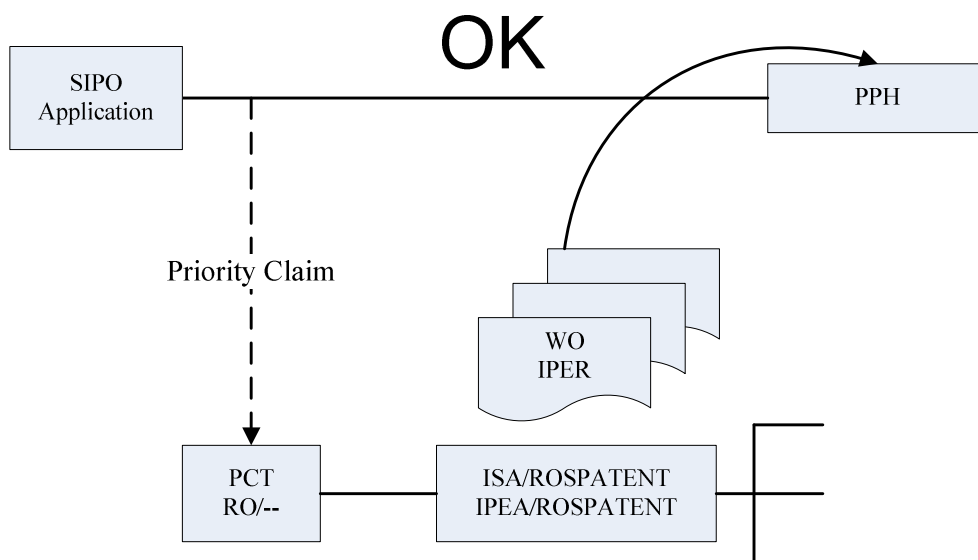 OK
SIPO
Application
PPH
Priority Claim
WO
IPER
PCT
RO/--
ISA/ROSPATENT
IPEA/ROSPATENT